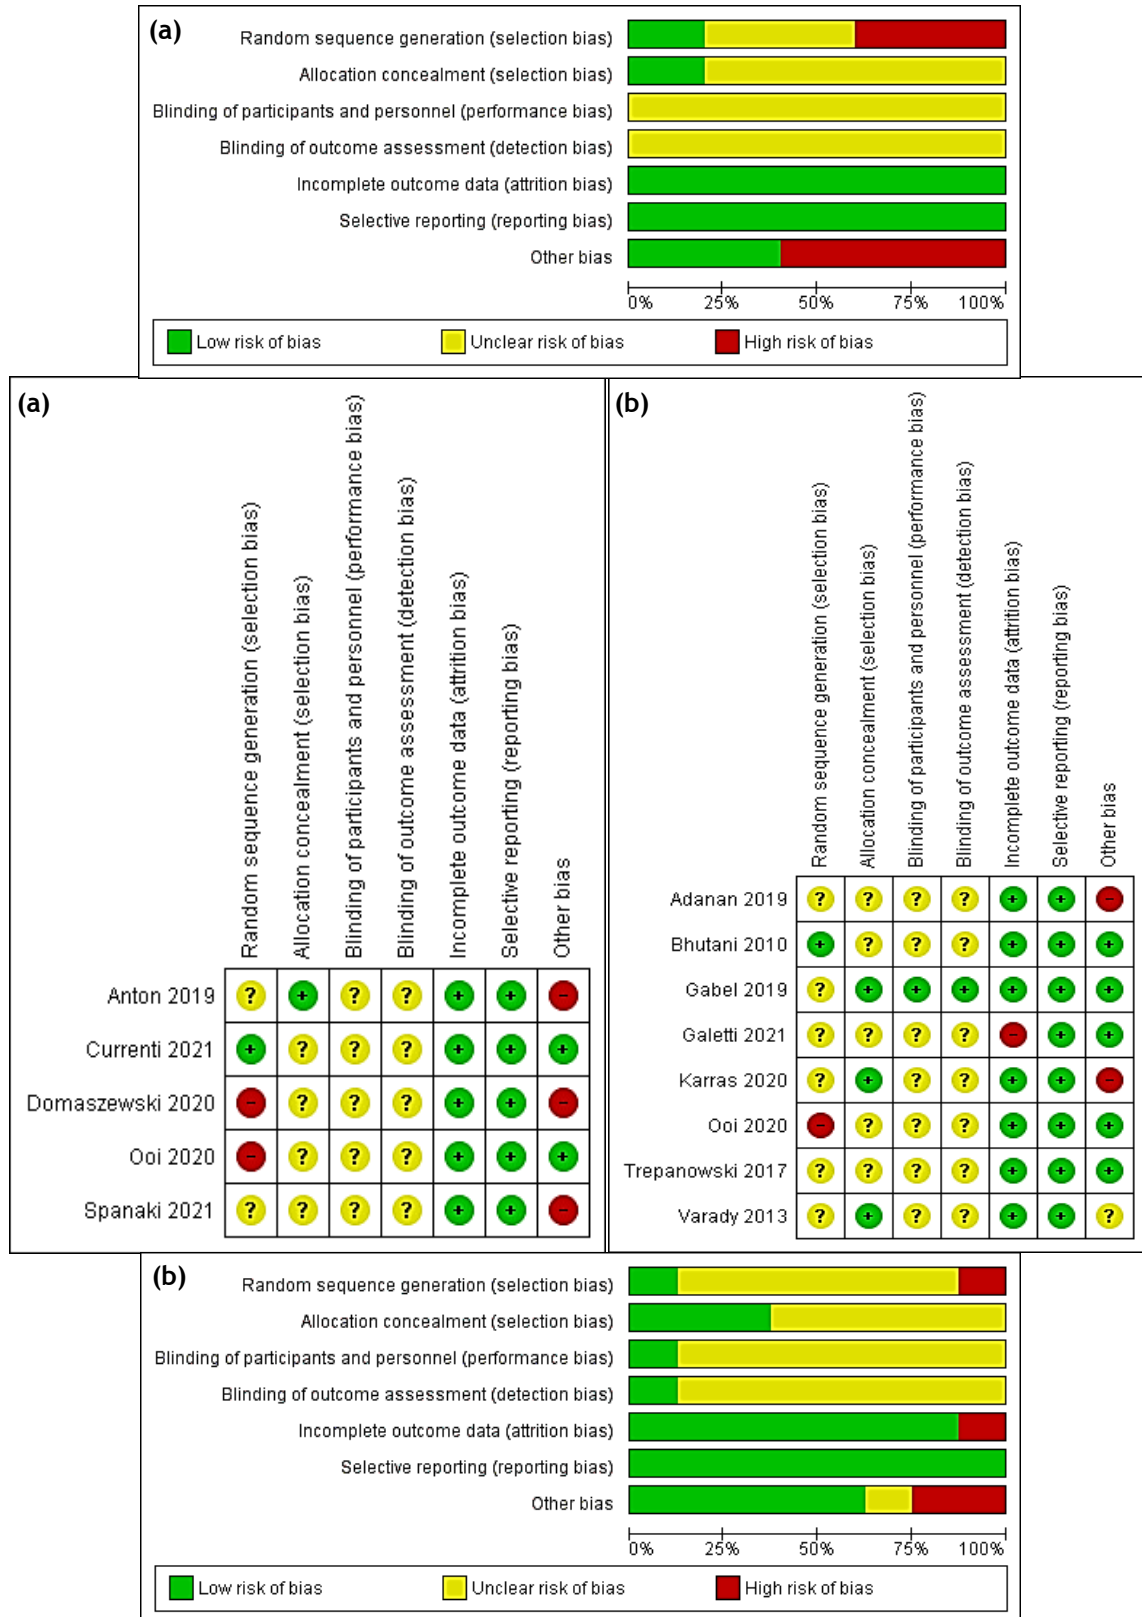 (a)
Random sequence generation (selection bias)
Allocation concealment (selection bias)
Blinding of participants and personnel (performance bias)
Blinding of outcome assessment (detection bias)
Incomplete outcome data (attrition bias)
Selective reporting (reporting bias)
Other bias
0% 25% 50% 75% 100%
Low risk of bias Unclear risk of bias High risk of bias
(a)
Random sequence generation (selection bias)
Allocation concealment (selection bias)
Blinding of participants and personnel (performance bias)
Blinding of outcome assessment (detection bias)
Incomplete outcome data (attrition bias)
Selective reporting (reporting bias)
Other bias
Anton 2019 ? + ? ? + + -
Currenti 2021 + ? ? ? + + +
Domaszewski 2020 - ? ? ? + + -
Ooi 2020 - ? ? ? + + +
Spanaki 2021 ? ? ? ? + + -
(b)
Random sequence generation (selection bias)
Allocation concealment (selection bias)
Blinding of participants and personnel (performance bias)
Blinding of outcome assessment (detection bias)
Incomplete outcome data (attrition bias)
Selective reporting (reporting bias)
Other bias
Adanan 2019 ? ? ? ? + + -
Bhutani 2010 + ? ? ? + + +
Gabel 2019 ? + + + + + +
Galetti 2021 ? ? ? ? - + +
Karras 2020 ? + ? ? + + -
Ooi 2020 - ? ? ? + + +
Trepanowski 2017 ? ? ? ? + + +
Varady 2013 ? + ? ? + + ?
(b)
Random sequence generation (selection bias)
Allocation concealment (selection bias)
Blinding of participants and personnel (performance bias)
Blinding of outcome assessment (detection bias)
Incomplete outcome data (attrition bias)
Selective reporting (reporting bias)
Other bias
0% 25% 50% 75% 100%
Low risk of bias Unclear risk of bias High risk of bias